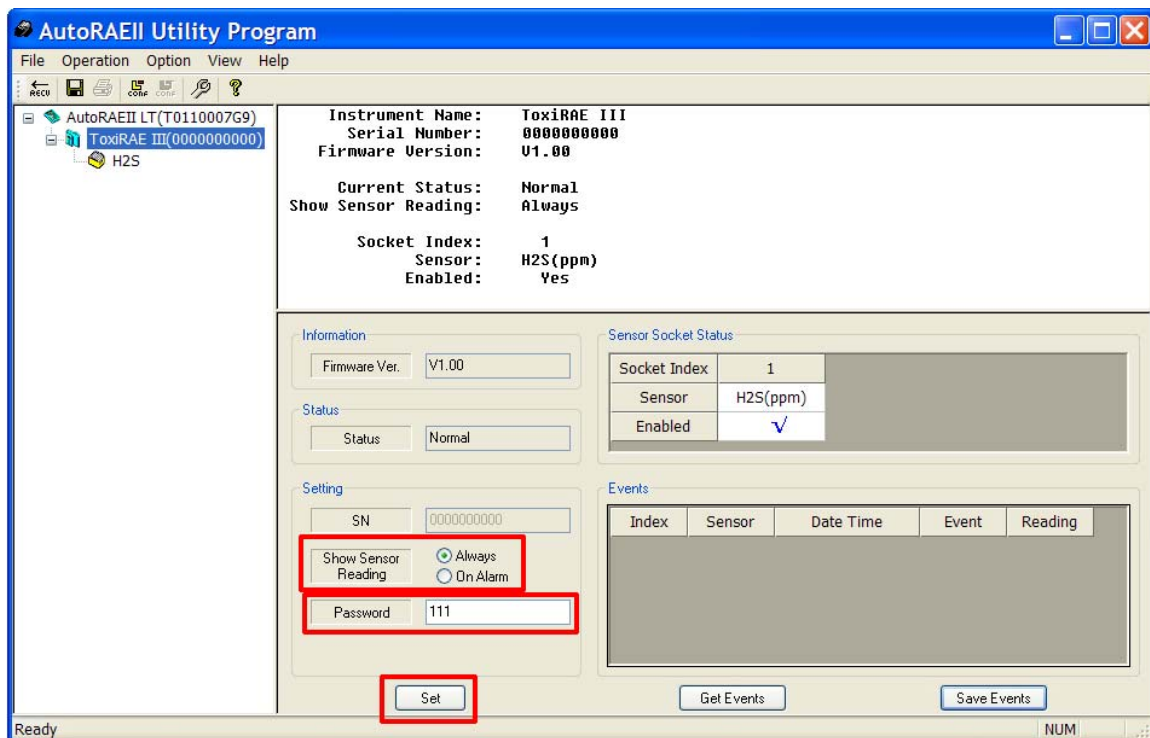 AutoRAEII Utility Program
File Operation Option View Help
RECV CONF CONF ?
AutoRAEII LT(T0110007G9)
ToxiRAE III(0000000000)
H2S
Instrument Name: ToxiRAE III
Serial Number: 0000000000
Firmware Version: V1.00
Current Status: Normal
Show Sensor Reading: Always
Socket Index: 1
Sensor: H2S(ppm)
Enabled: Yes
Information
Firmware Ver. V1.00
Status
Status Normal
Setting
SN 0000000000
Show Sensor Reading
Always
On Alarm
Password 111
Set
Sensor Socket Status
Socket Index 1
Sensor H2S(ppm)
Enabled √
Events
Index Sensor Date Time Event Reading
Get Events Save Events
Ready NUM